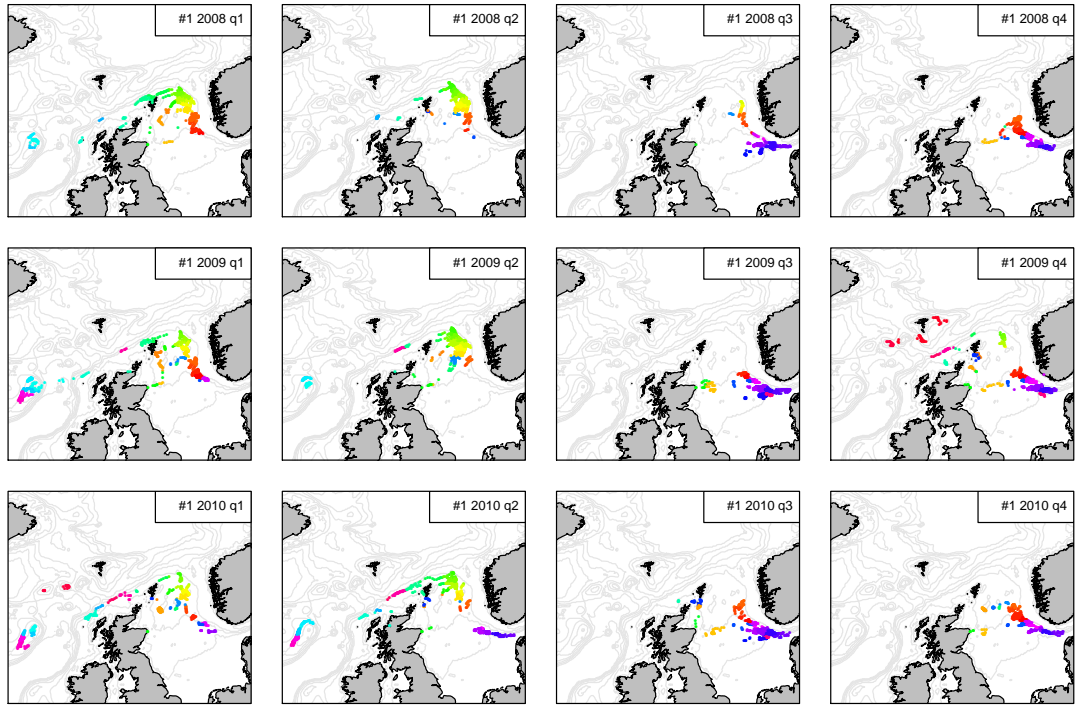 #1 2008 q1
#1 2008 q2
#1 2008 q3
#1 2008 q4
#1 2009 q1
#1 2009 q2
#1 2009 q3
#1 2009 q4
#1 2010 q1
#1 2010 q2
#1 2010 q3
#1 2010 q4